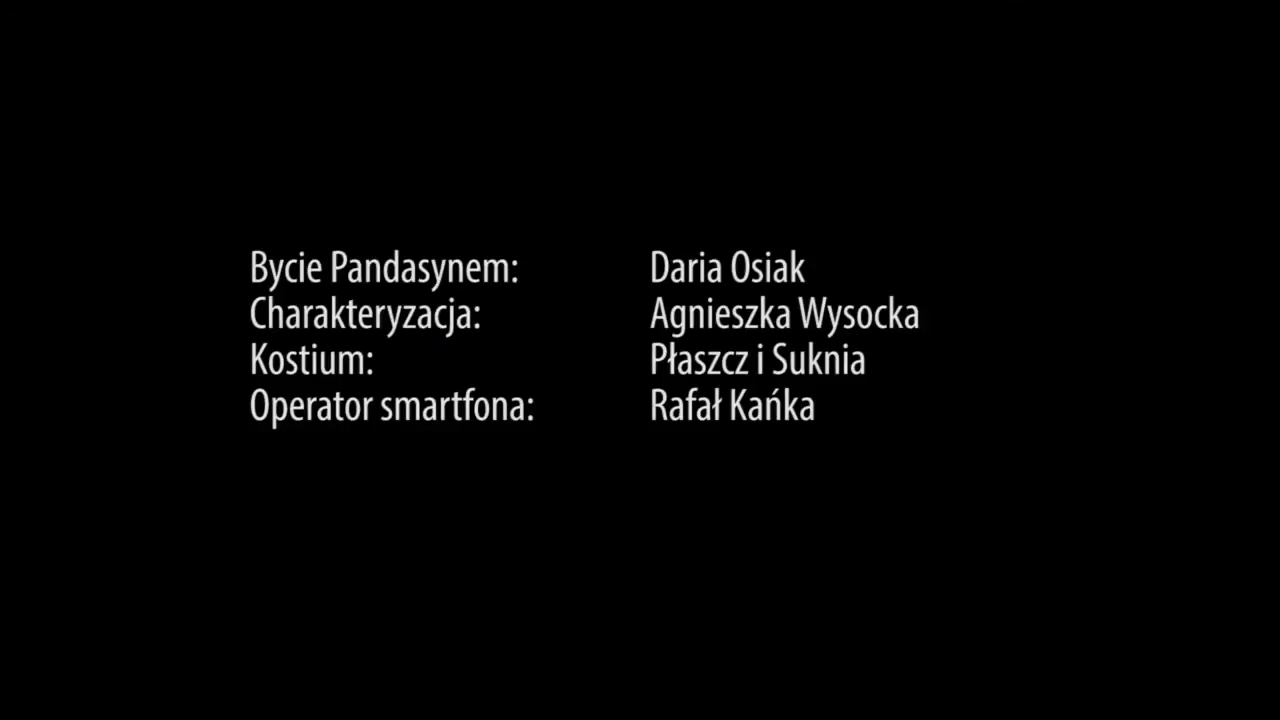 Bycie Pandasynem: Daria Osiak
Charakteryzacja: Agnieszka Wysocka
Kostium: Płaszcz i Suknia
Operator smartfona: Rafał Kańka